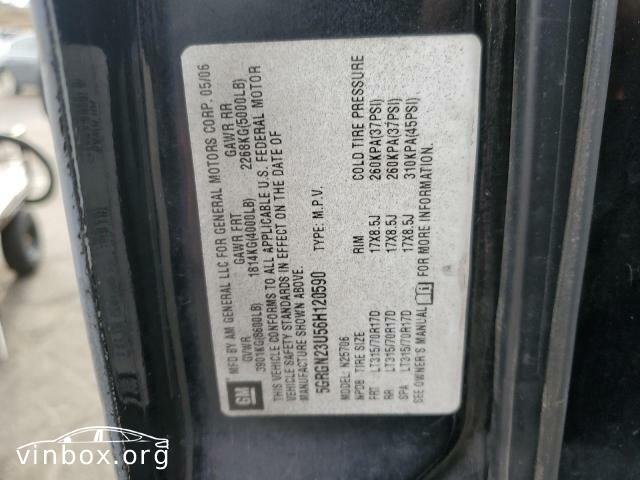 GM
MFD BY AM GENERAL LLC FOR GENERAL MOTORS CORP. 05/06
GVWR GAWR FRT GAWR RR
3901KG(8600LB) 1814KG(4000LB) 2268KG(5000LB)
THIS VEHICLE CONFORMS TO ALL APPLICABLE U.S. FEDERAL MOTOR
VEHICLE SAFETY STANDARDS IN EFFECT ON THE DATE OF
MANUFACTURE SHOWN ABOVE.
5GRGN23U56H120590 TYPE: M.P.V.
MODEL: N25706
NPDB TIRE SIZE RIM COLD TIRE PRESSURE
FRT LT315/70R17D 17X8.5J 260KPA(37PSI)
RR LT315/70R17D 17X8.5J 260KPA(37PSI)
SPA LT315/70R17D 17X8.5J 310KPA(45PSI)
SEE OWNER'S MANUAL FOR MORE INFORMATION.
vinbox.org